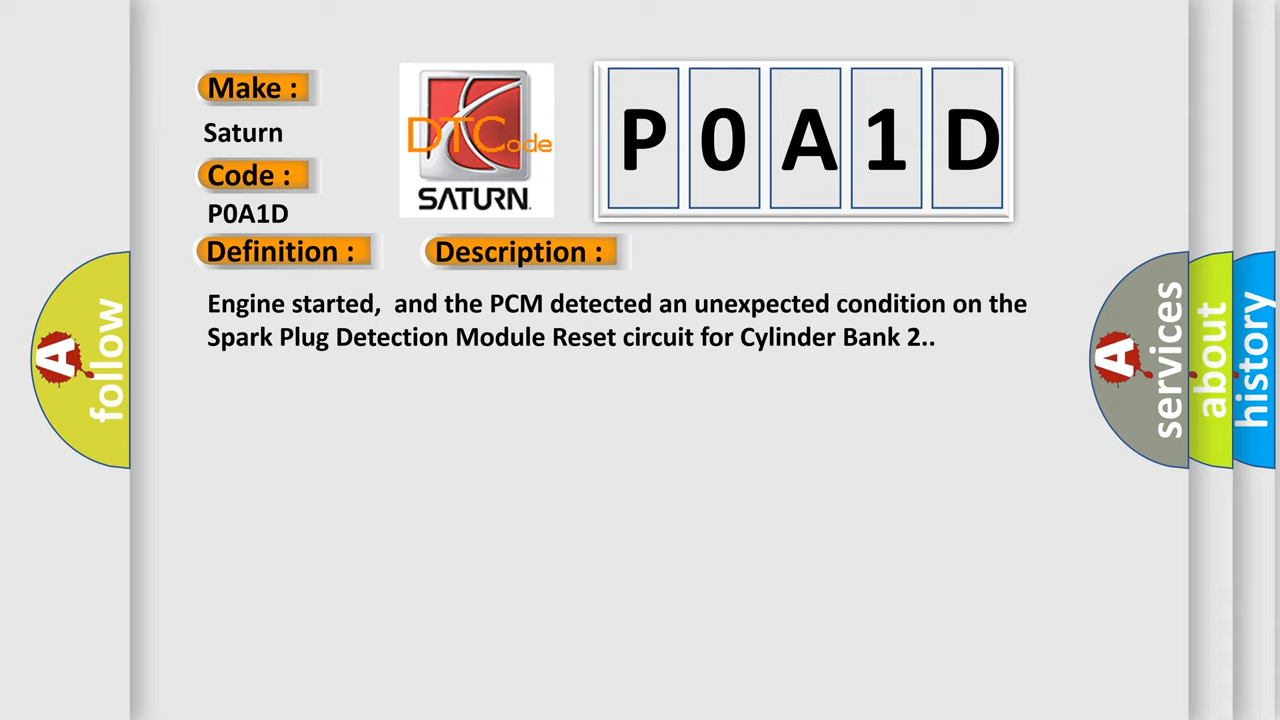 Make :
Saturn
Code :
P0A1D
Definition :
Description :
Engine started,  and the PCM detected an unexpected condition on the
Spark Plug Detection Module Reset circuit for Cylinder Bank 2..
DTCode
SATURN
P 0 A 1 D
A
follow
A
services
about
history